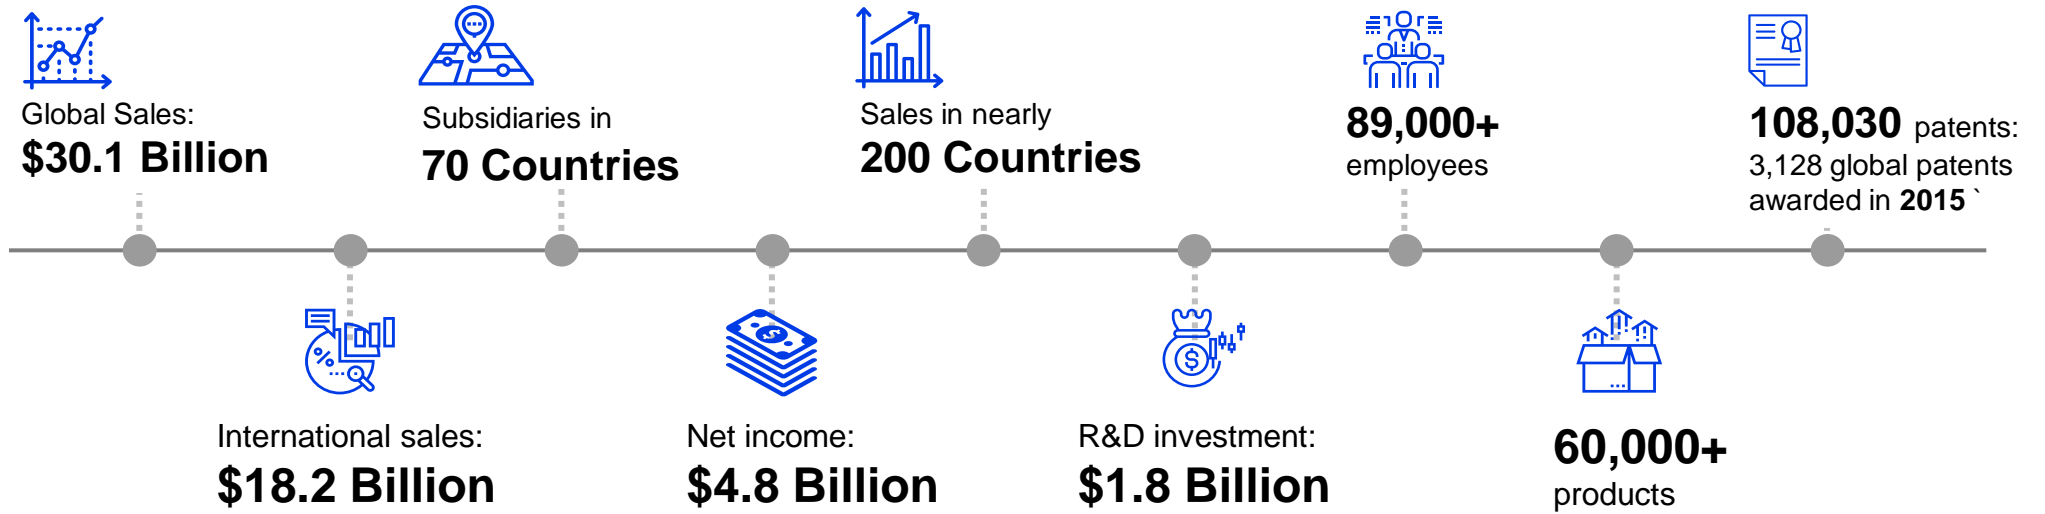 Global Sales:
$30.1 Billion
Subsidiaries in
70 Countries
Sales in nearly
200 Countries
89,000+
employees
108,030 patents:
3,128 global patents
awarded in 2015 `
International sales:
$18.2 Billion
Net income:
$4.8 Billion
R&D investment:
$1.8 Billion
60,000+
products